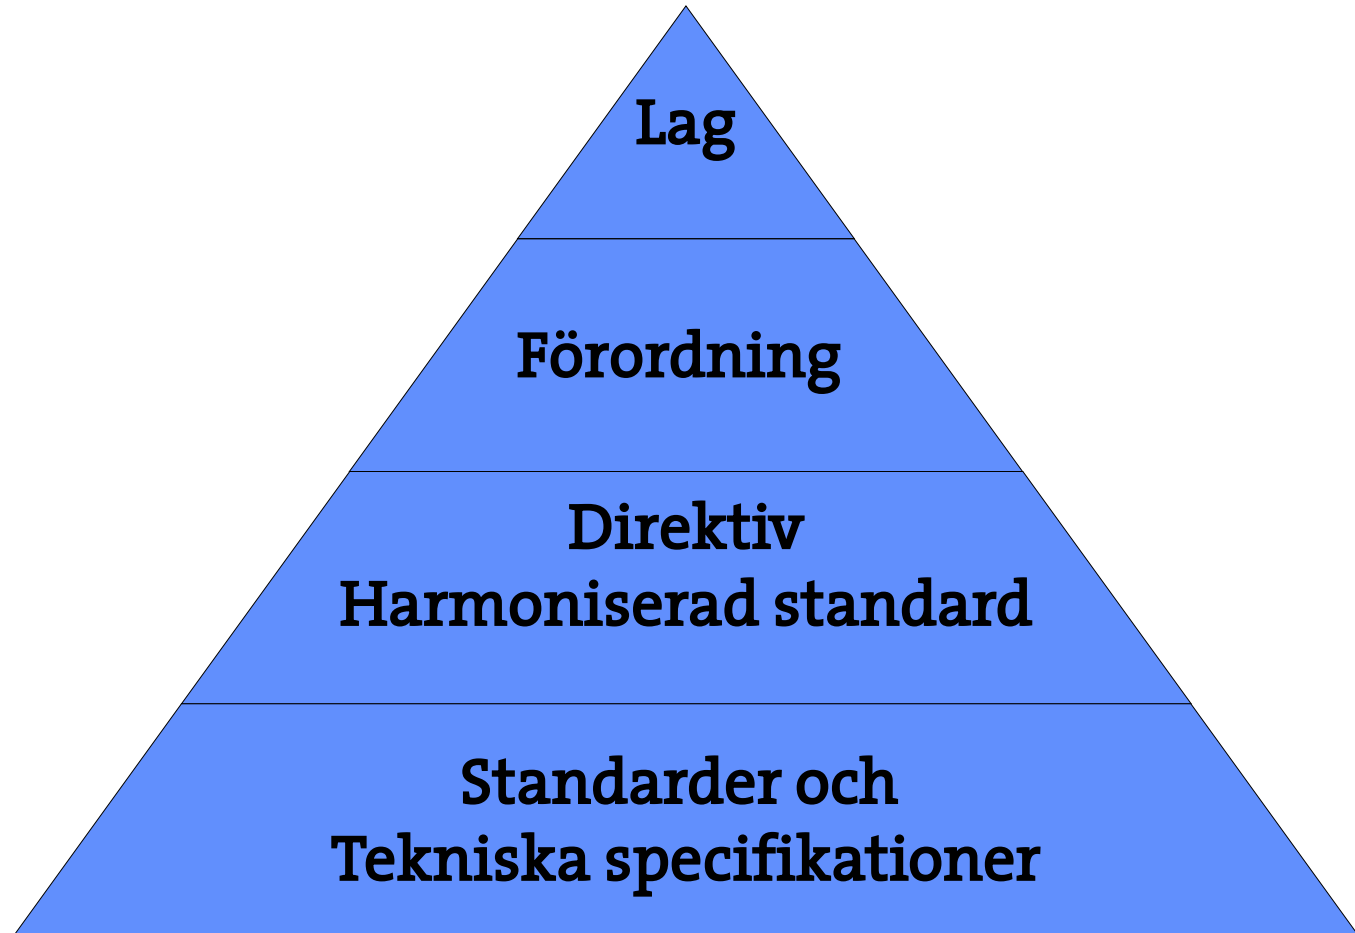 Lag
Förordning
Direktiv
Harmoniserad standard
Standarder och
Tekniska specifikationer